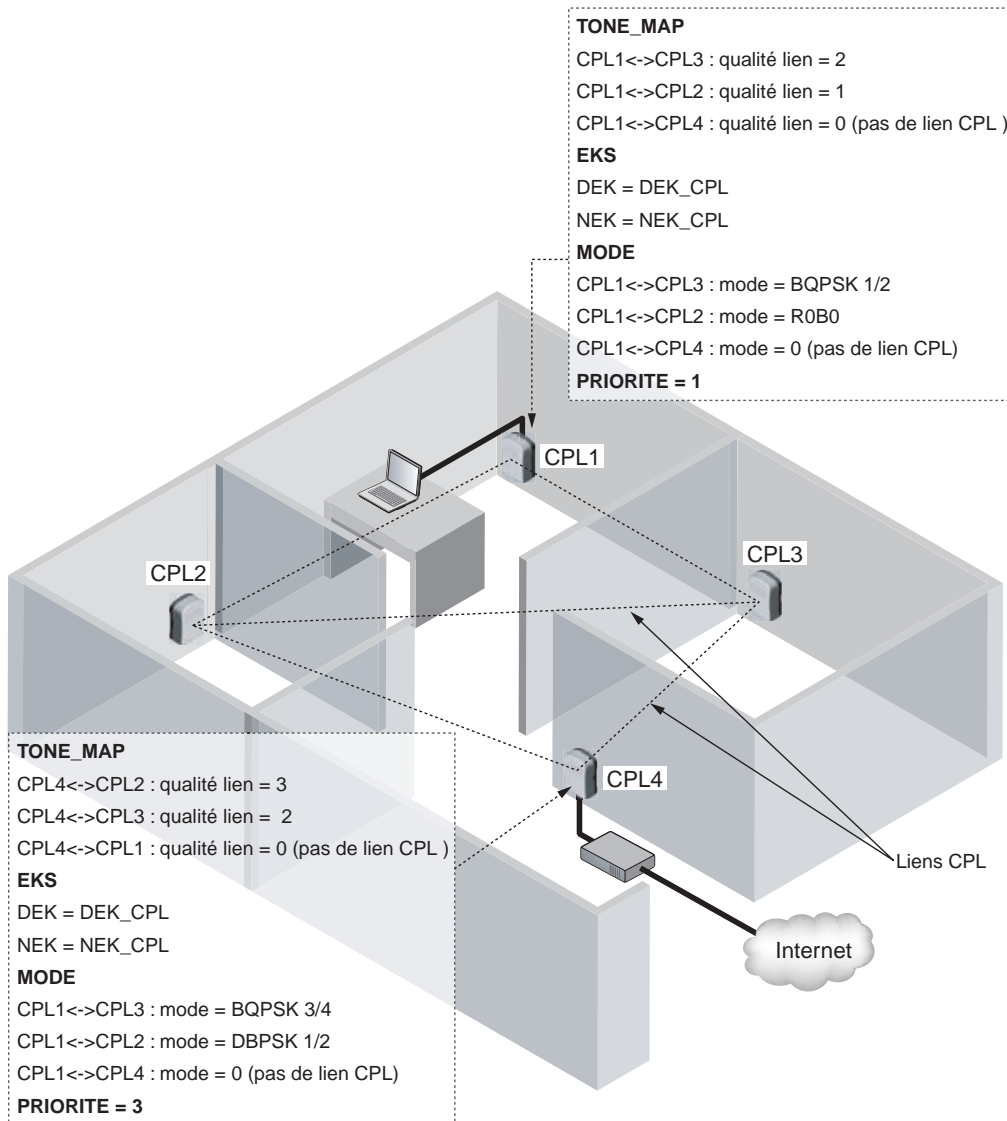 TONE_MAP
CPL1<->CPL3 : qualité lien = 2
CPL1<->CPL2 : qualité lien = 1
CPL1<->CPL4 : qualité lien = 0 (pas de lien CPL )
EKS
DEK = DEK_CPL
NEK = NEK_CPL
MODE
CPL1<->CPL3 : mode = BQPSK 1/2
CPL1<->CPL2 : mode = R0B0
CPL1<->CPL4 : mode = 0 (pas de lien CPL)
PRIORITE = 1
CPL1
CPL3
CPL2
CPL4
TONE_MAP
CPL4<->CPL2 : qualité lien = 3
CPL4<->CPL3 : qualité lien =  2
CPL4<->CPL1 : qualité lien = 0 (pas de lien CPL )
EKS
DEK = DEK_CPL
NEK = NEK_CPL
MODE
CPL1<->CPL3 : mode = BQPSK 3/4
CPL1<->CPL2 : mode = DBPSK 1/2
CPL1<->CPL4 : mode = 0 (pas de lien CPL)
PRIORITE = 3
Liens CPL
Internet